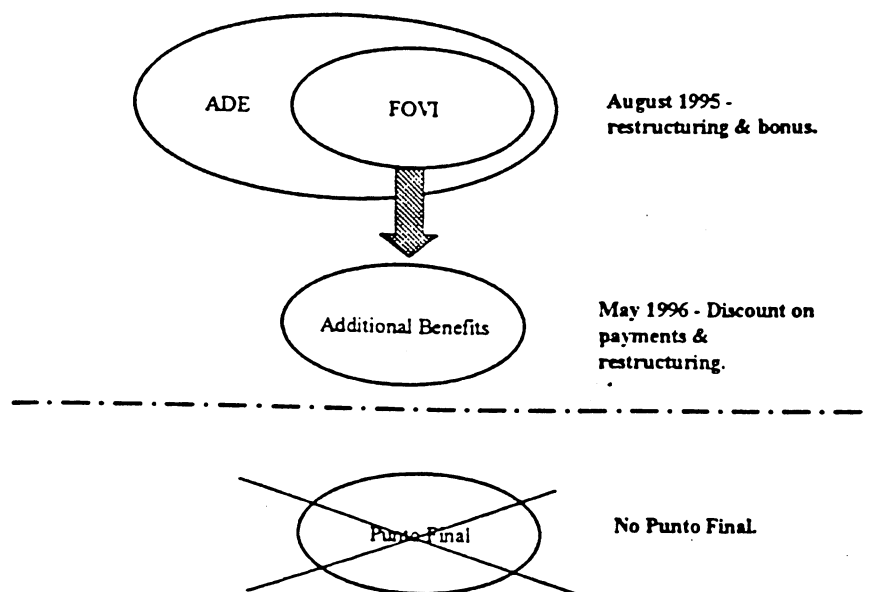 ADE
FOVI
August 1995 -
restructuring & bonus.
Additional Benefits
May 1996 - Discount on
payments &
restructuring.
Punto Final
No Punto Final.